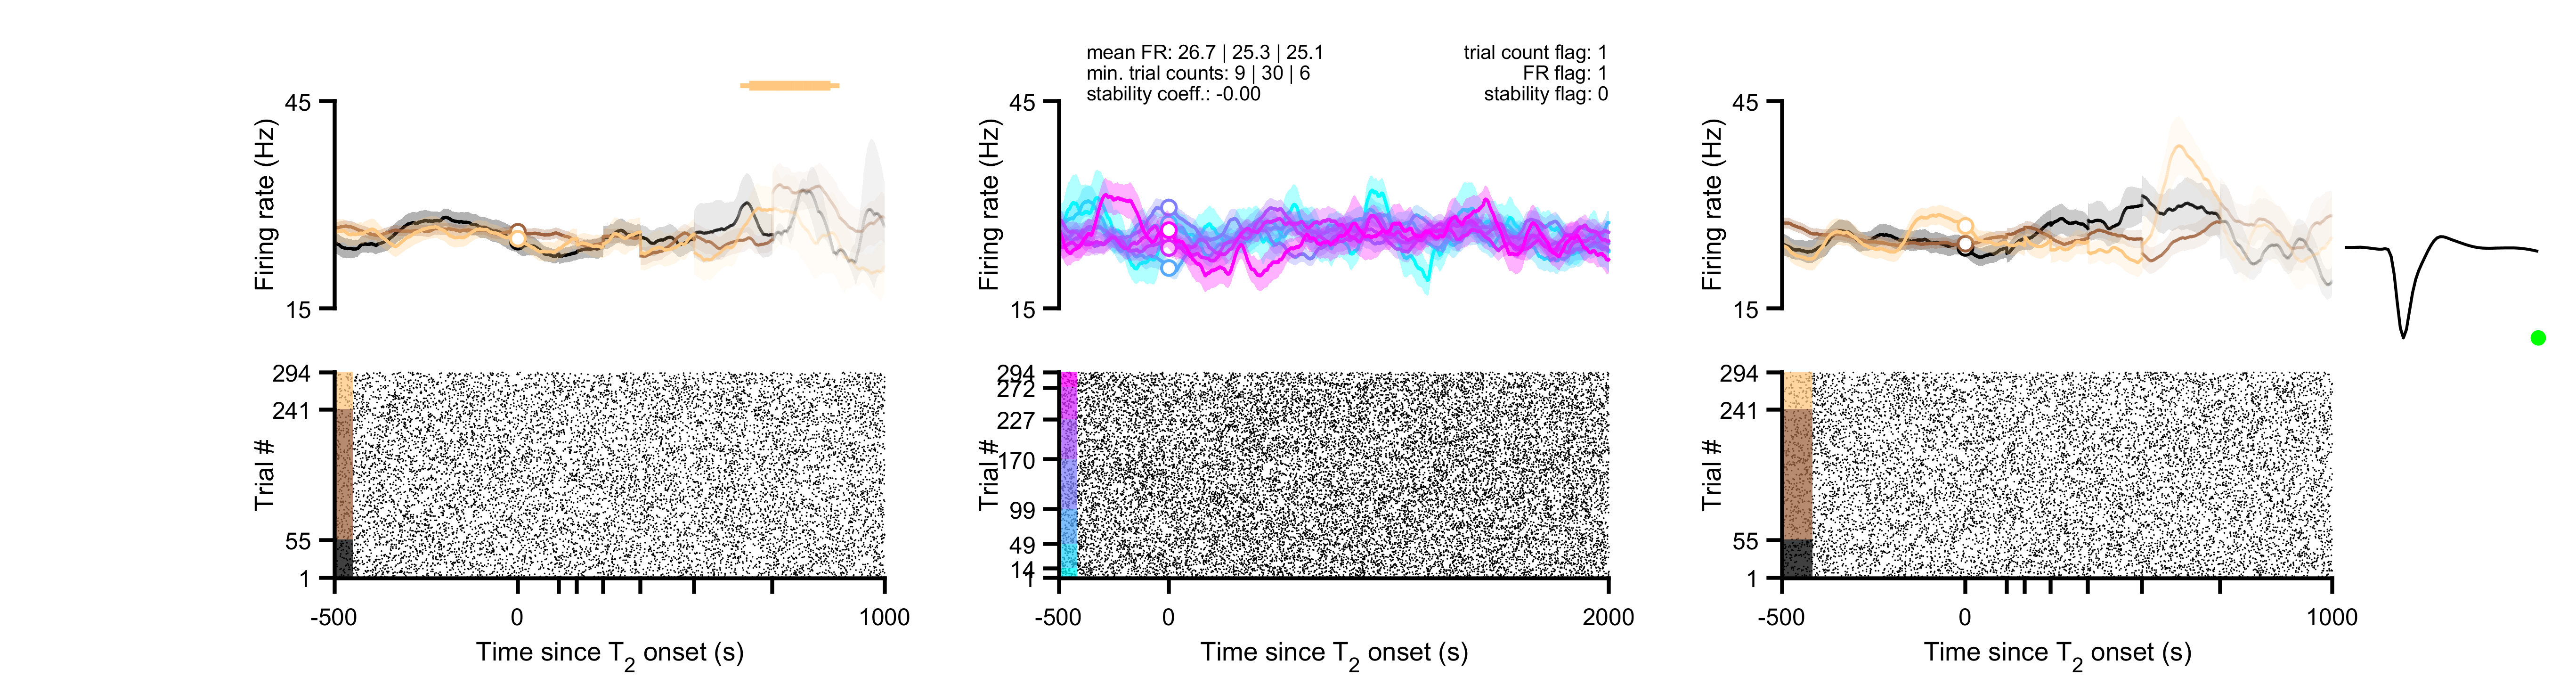 mean FR: 26.7 | 25.3 | 25.1
min. trial counts: 9 | 30 | 6
stability coeff.: -0.00
trial count flag: 1
FR flag: 1
stability flag: 0
45
15
Firing rate (Hz)
294
241
55
1
Trial #
-500
0
1000
Time since T2 onset (s)
45
15
Firing rate (Hz)
294
272
227
170
99
49
14
Trial #
-500
0
2000
Time since T2 onset (s)
45
15
Firing rate (Hz)
294
241
55
1
Trial #
-500
0
1000
Time since T2 onset (s)